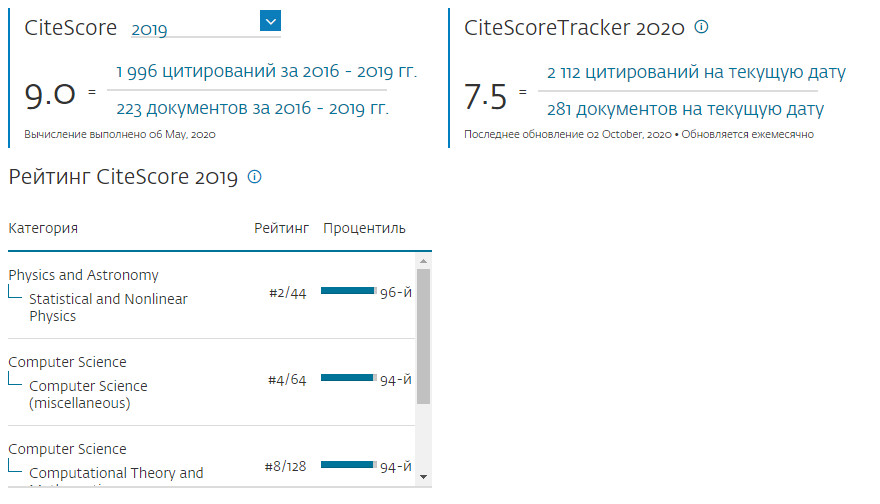 CiteScore 2019
9.0 =
1 996 цитирований за 2016 - 2019 гг.
223 документов за 2016 - 2019 гг.
Вычисление выполнено 06 May, 2020
CiteScoreTracker 2020
7.5 =
2 112 цитирований на текущую дату
281 документов на текущую дату
Последнее обновление 02 October, 2020 • Обновляется ежемесячно
Рейтинг CiteScore 2019
Категория Рейтинг Процентиль
Physics and Astronomy
Statistical and Nonlinear
Physics
#2/44 96-й
Computer Science
Computer Science
(miscellaneous)
#4/64 94-й
Computer Science
Computational Theory and
#8/128 94-й